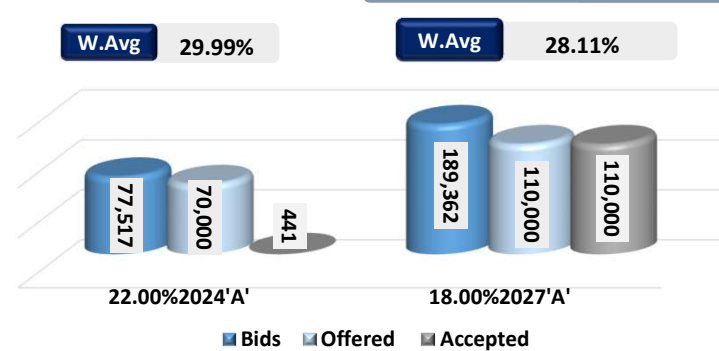 W.Avg 29.99%
W.Avg 28.11%
77,517
70,000
441
189,362
110,000
110,000
22.00%2024'A'
18.00%2027'A'
Bids Offered Accepted